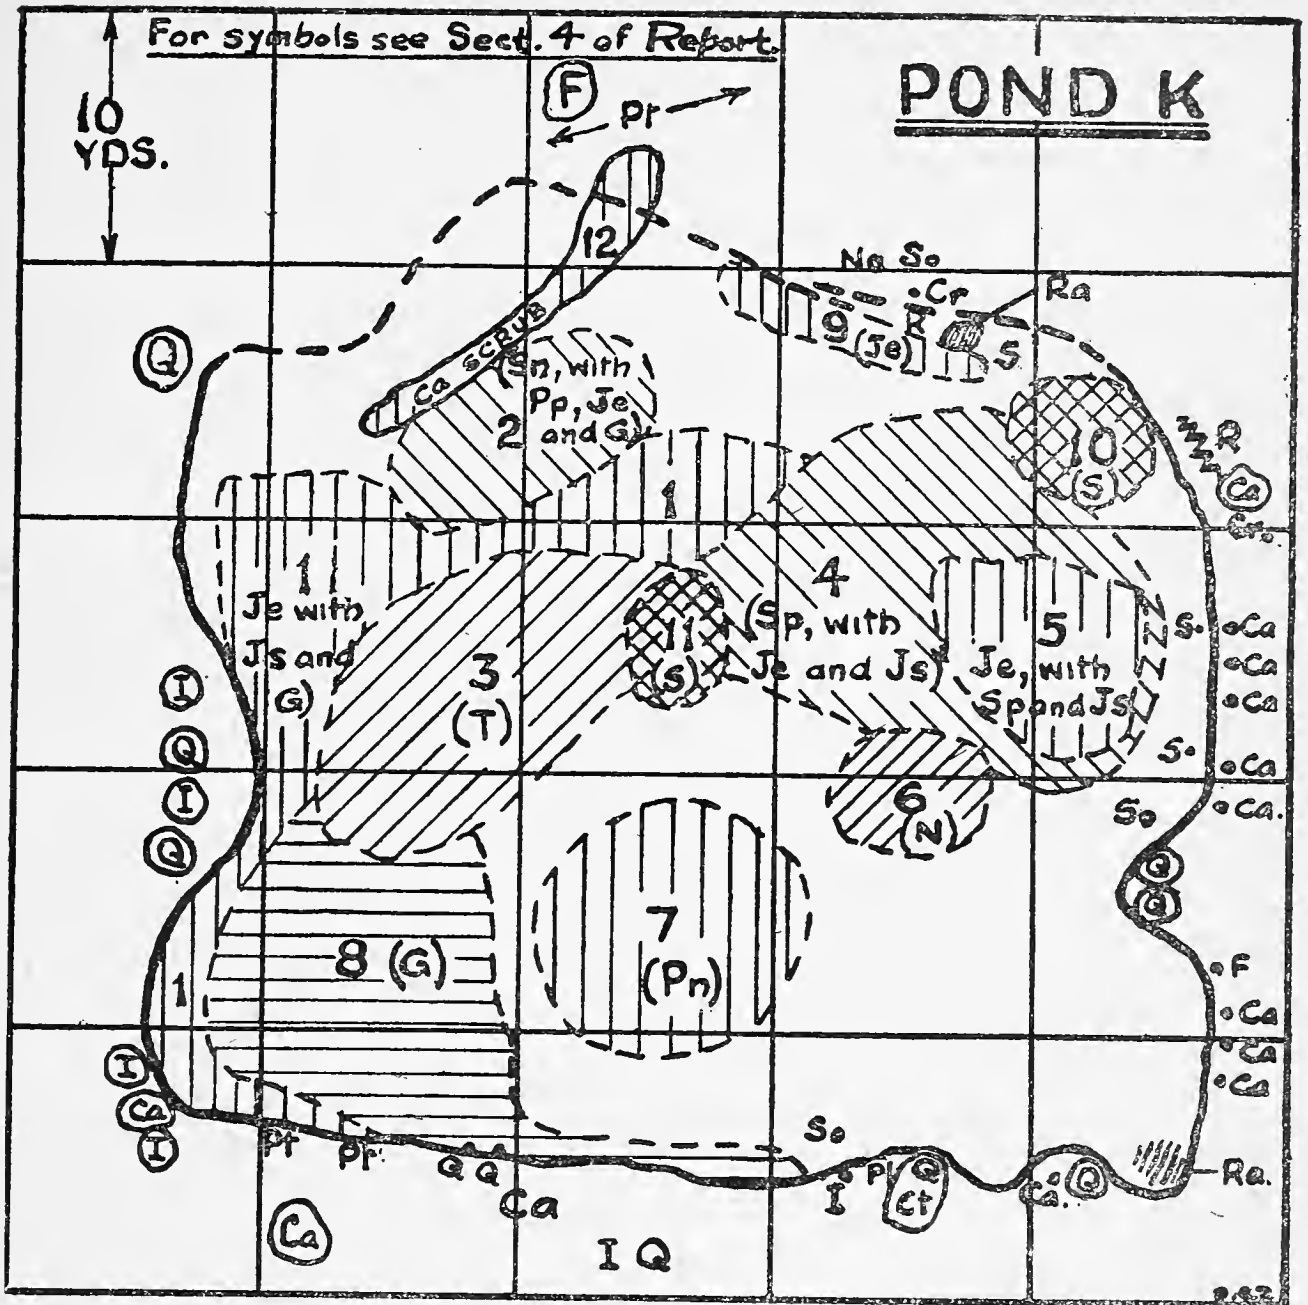 For symbols see Sect. 4 of Report.
POND K
10
YDS.
F
Pr
12
Na So
Cr
Ra
Q
Ca SCRUB
9
(Je)
R
S
(Sn, with
Pp, Je
2 and G)
10
(S)
R
Ca
Cr.
1
1
Je with
Js and
G)
4
(Sp, with
Je and Js)
5
Je, with
Sp and Js
S
Ca
Ca
Ca
11
(S)
3
(T)
I
Q
I
Q
S
Ca
6
(N)
So
Ca.
Q
Q
7
(Pn)
8 (G)
1
F
Ca
Ca
Ca
I
Ca
I
Pr
Q Q
So
I
Q
Ct
Ca.
Q
Ra.
Ca
Ca
I Q